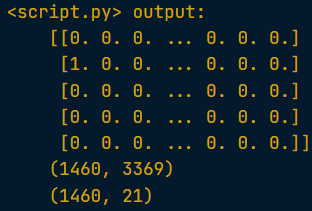 <script.py> output:
[[0. 0. 0. ... 0. 0. 0.]
[1. 0. 0. ... 0. 0. 0.]
[0. 0. 0. ... 0. 0. 0.]
[0. 0. 0. ... 0. 0. 0.]
[0. 0. 0. ... 0. 0. 0.]]
(1460, 3369)
(1460, 21)